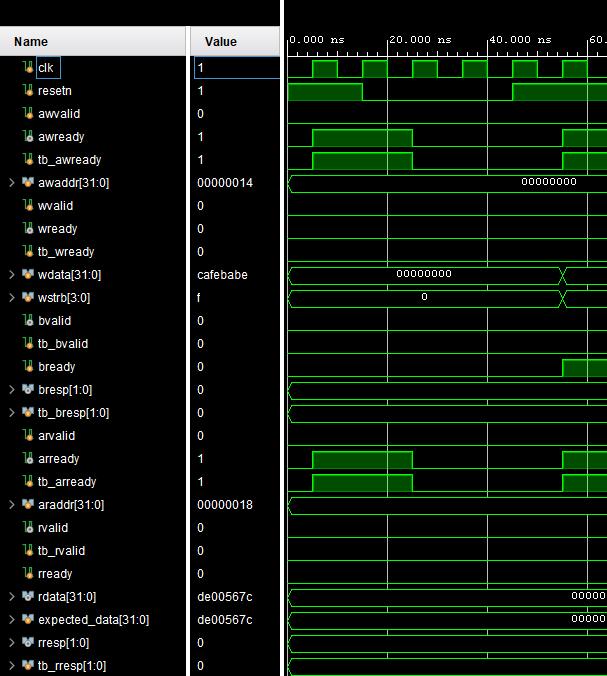 Name Value 0.000 ns 20.000 ns 40.000 ns 60.
clk 1
resetn 1
awvalid 0
awready 1
tb_awready 1
awaddr[31:0] 00000014 00000000
wvalid 0
wready 0
tb_wready 0
wdata[31:0] cafebabe 00000000
wstrb[3:0] f 0
bvalid 0
tb_bvalid 0
bready 0
bresp[1:0] 0
tb_bresp[1:0] 0
arvalid 0
arready 1
tb_arready 1
araddr[31:0] 00000018
rvalid 0
tb_rvalid 0
rready 0
rdata[31:0] de00567c 00000
expected_data[31:0] de00567c 00000
rresp[1:0] 0
tb_rresp[1:0] 0